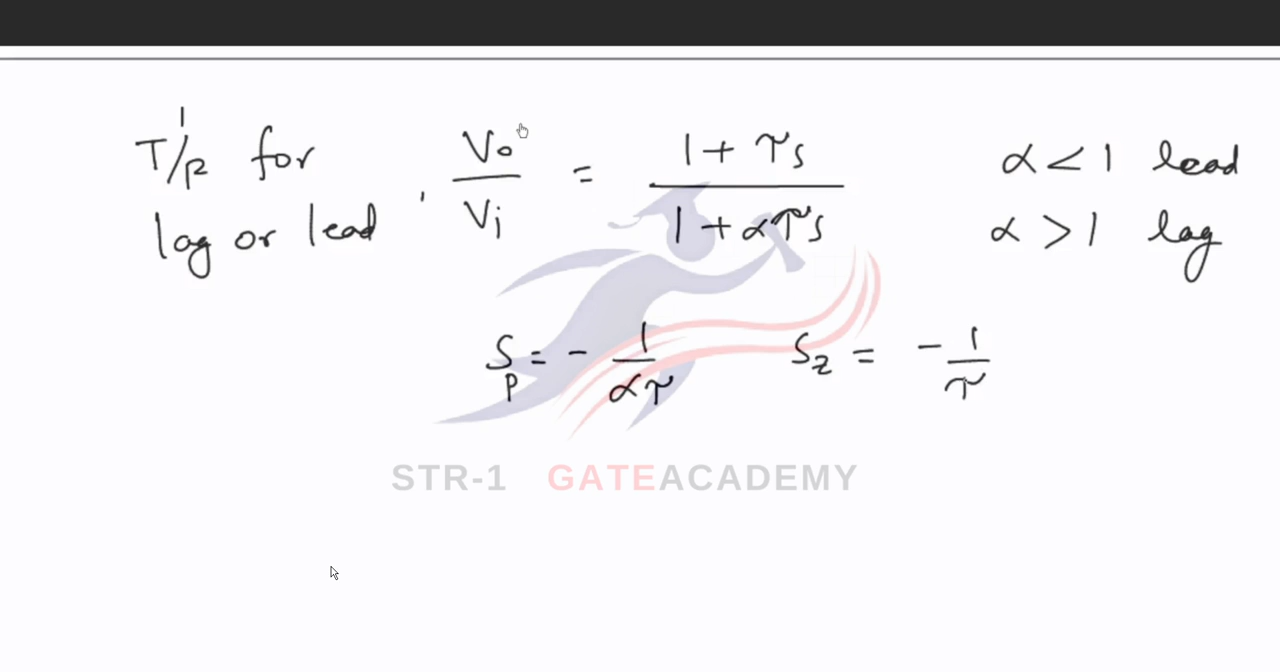 T/F for Vo/Vi = 1 + τs / 1 + ατs α < 1 lead
lag or lead , α > 1 lag
Sp = - 1/ατ Sz = - 1/τ
STR-1 GATEACADEMY